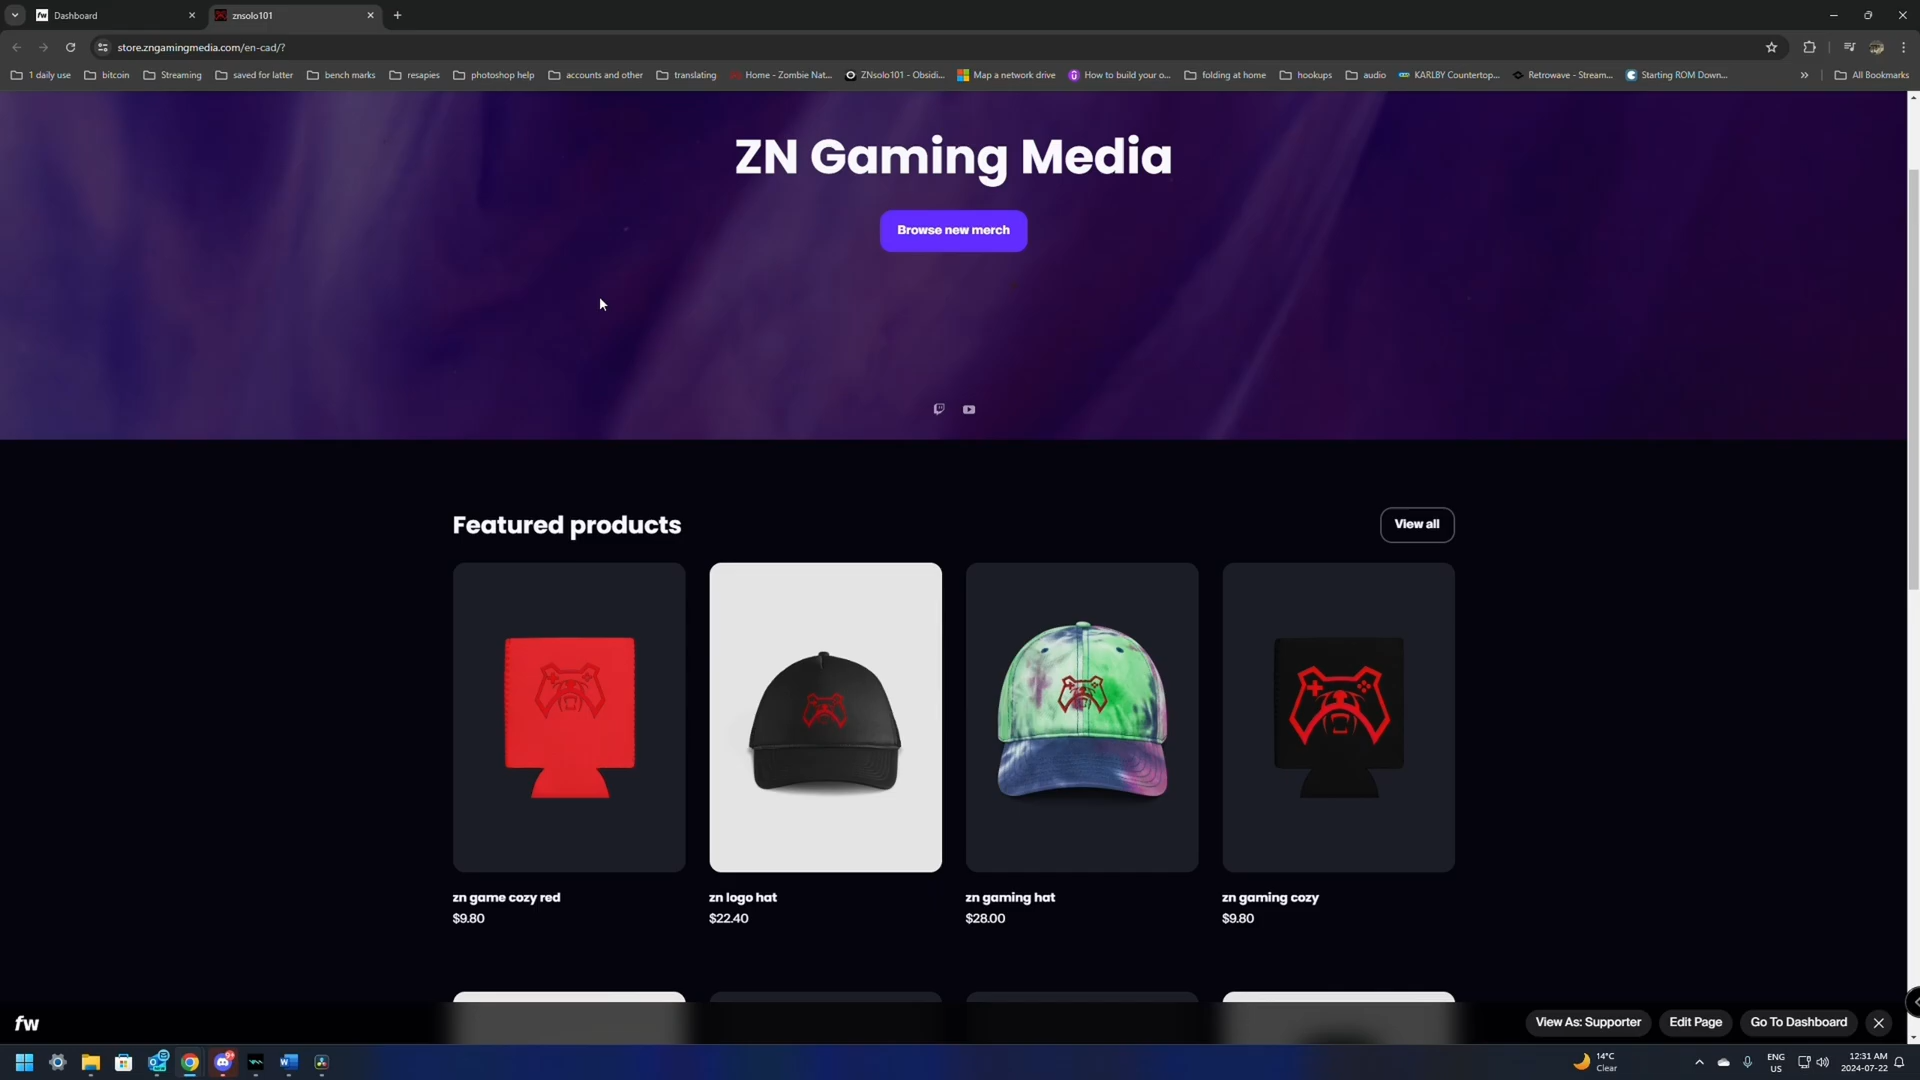 Dashboard
znsolo101
store.zngamingmedia.com/en-cad/?
1 daily use
bitcoin
Streaming
saved for latter
bench marks
resapies
photoshop help
accounts and other
translating
Home - Zombie Nat...
ZNsolo101 - Obsidi...
Map a network drive
How to build your o...
folding at home
hookups
audio
KARLBY Countertop...
Retrowave - Stream...
Starting ROM Down...
»
All Bookmarks
ZN Gaming Media
Browse new merch
Featured products
View all
zn game cozy red
$9.80
zn logo hat
$22.40
zn gaming hat
$28.00
zn gaming cozy
$9.80
fw
View As: Supporter
Edit Page
Go To Dashboard
14°C
Clear
ENG
US
12:31 AM
2024-07-22